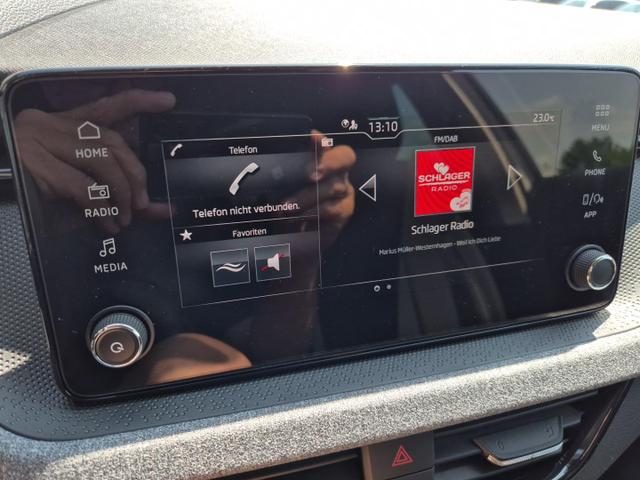 13:10
23.0°C
HOME
RADIO
MEDIA
Telefon
Telefon nicht verbunden.
Favoriten
FM/DAB
SCHLAGER
RADIO
Schlager Radio
Marius Müller-Westernhagen - Weil Ich Dich Liebe
MENU
PHONE
APP